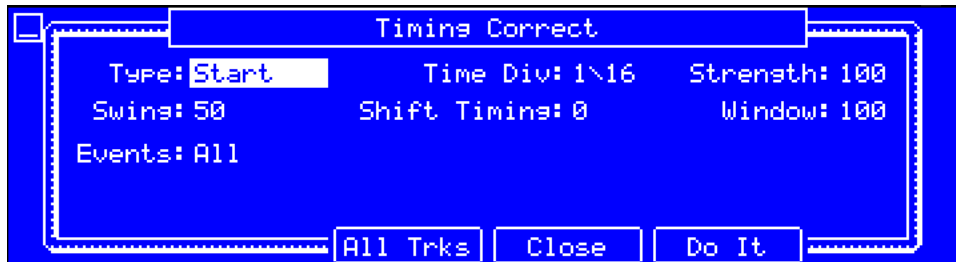 Timing Correct
Type: Start Time Div: 1\16 Strength: 100
Swing: 50 Shift Timing: 0 Window: 100
Events: All
All Trks Close Do It